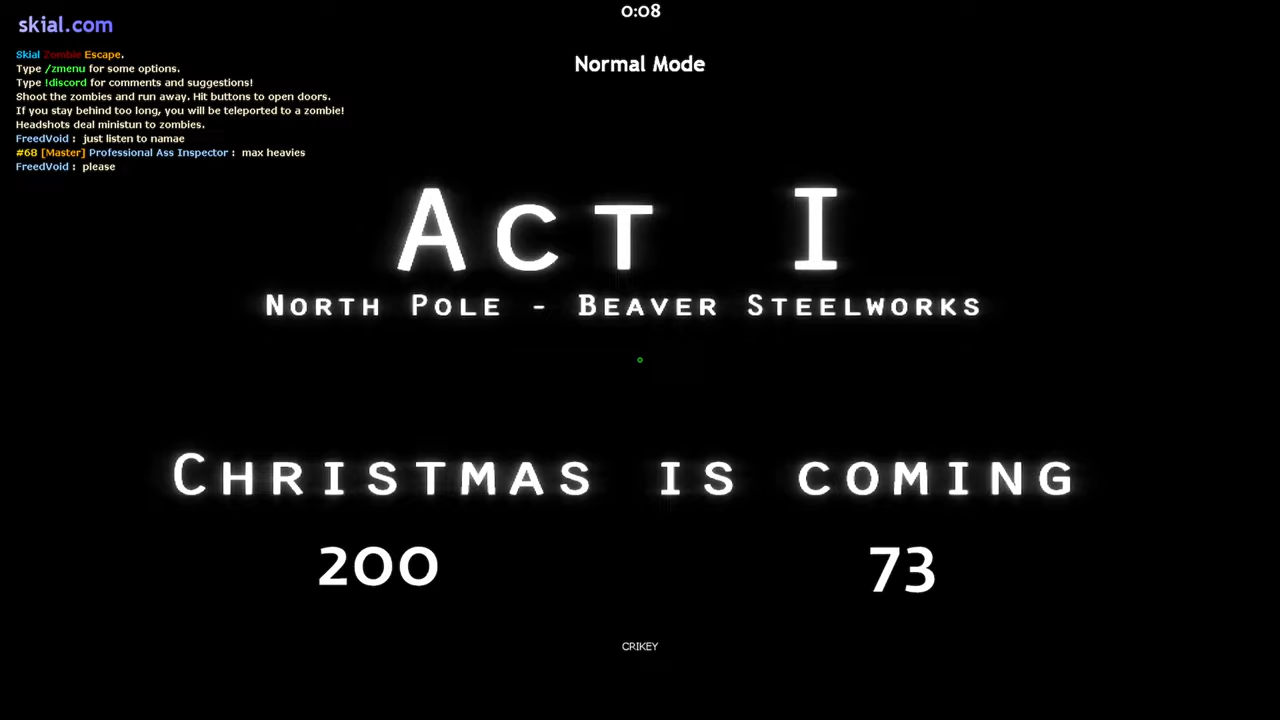 0:08
skial.com
Normal Mode
Skial Zombie Escape.
Type /zmenu for some options.
Type !discord for comments and suggestions!
Shoot the zombies and run away. Hit buttons to open doors.
If you stay behind too long, you will be teleported to a zombie!
Headshots deal ministun to zombies.
FreedVoid :  just listen to namae
#68 [Master] Professional Ass Inspector :  max heavies
FreedVoid :  please
Act I
North Pole - Beaver Steelworks
Christmas is coming
200 73
CRIKEY